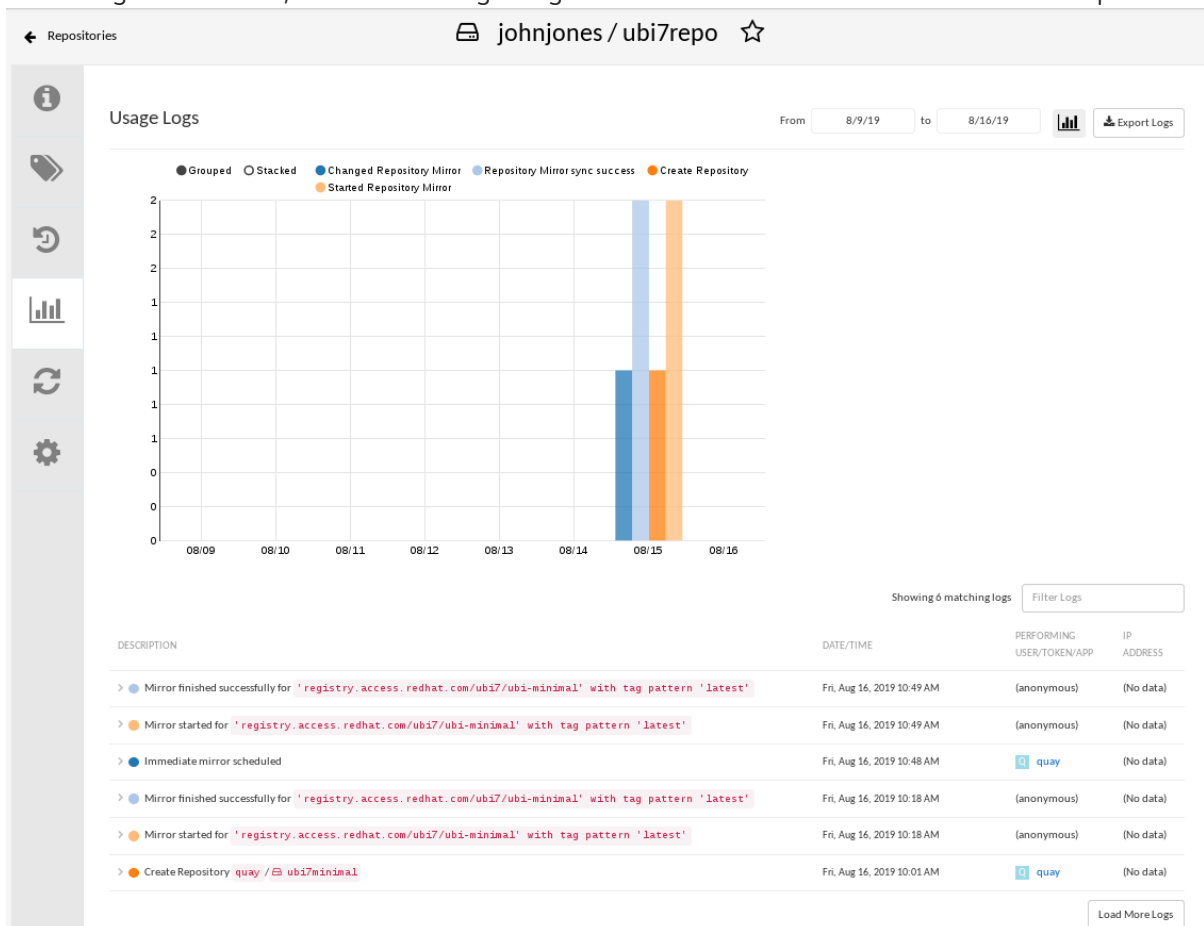 Repositories
johnjones / ubi7repo
Usage Logs
From 8/9/19 to 8/16/19 Export Logs
Grouped Stacked Changed Repository Mirror Repository Mirror sync success Create Repository
Started Repository Mirror
2
2
2
1
1
1
1
1
0
0
0
08/09 08/10 08/11 08/12 08/13 08/14 08/15 08/16
Showing 6 matching logs Filter Logs
DESCRIPTION DATE/TIME PERFORMING USER/TOKEN/APP IP ADDRESS
Mirror finished successfully for 'registry.access.redhat.com/ubi7/ubi-minimal' with tag pattern 'latest' Fri, Aug 16, 2019 10:49 AM (anonymous) (No data)
Mirror started for 'registry.access.redhat.com/ubi7/ubi-minimal' with tag pattern 'latest' Fri, Aug 16, 2019 10:49 AM (anonymous) (No data)
Immediate mirror scheduled Fri, Aug 16, 2019 10:48 AM Q quay (No data)
Mirror finished successfully for 'registry.access.redhat.com/ubi7/ubi-minimal' with tag pattern 'latest' Fri, Aug 16, 2019 10:18 AM (anonymous) (No data)
Mirror started for 'registry.access.redhat.com/ubi7/ubi-minimal' with tag pattern 'latest' Fri, Aug 16, 2019 10:18 AM (anonymous) (No data)
Create Repository quay / ubi7minimal Fri, Aug 16, 2019 10:01 AM Q quay (No data)
Load More Logs